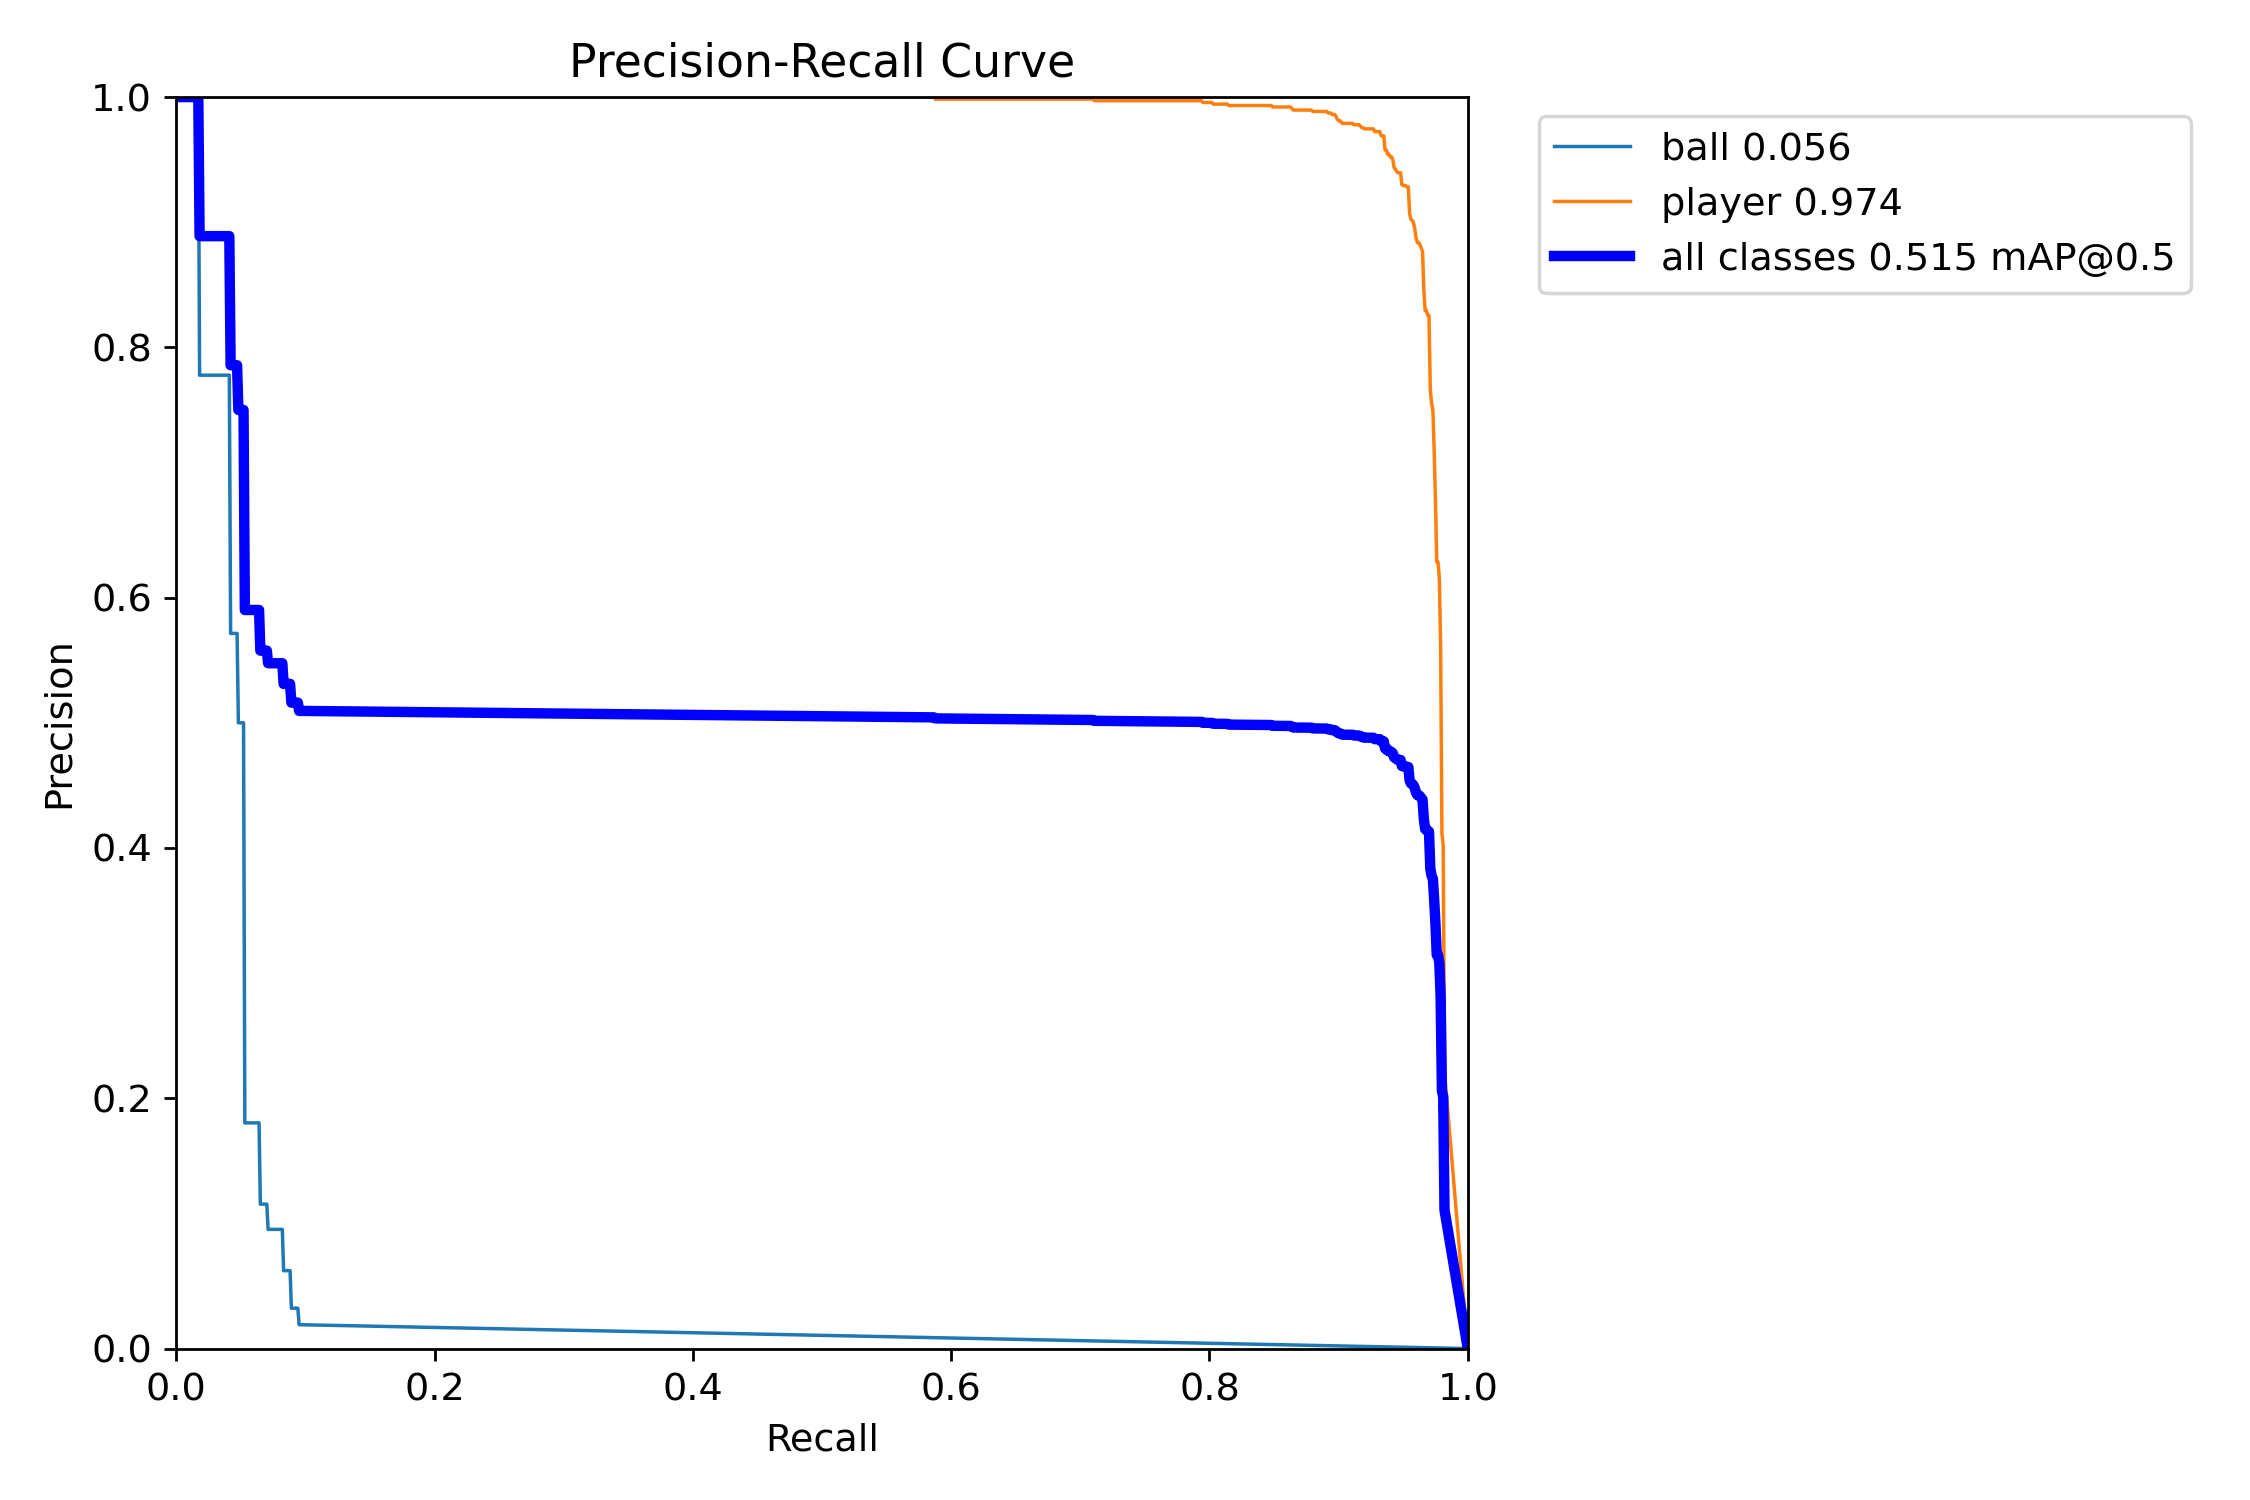 Precision-Recall Curve
1.0
0.8
0.6
0.4
0.2
0.0
Precision
0.0 0.2 0.4 0.6 0.8 1.0
Recall
ball 0.056
player 0.974
all classes 0.515 mAP@0.5